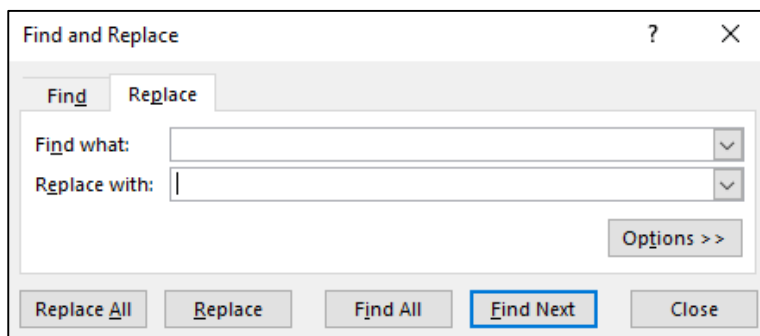 Find and Replace ? ×
Find Replace
Find what:
Replace with:
Options >>
Replace All Replace Find All Find Next Close